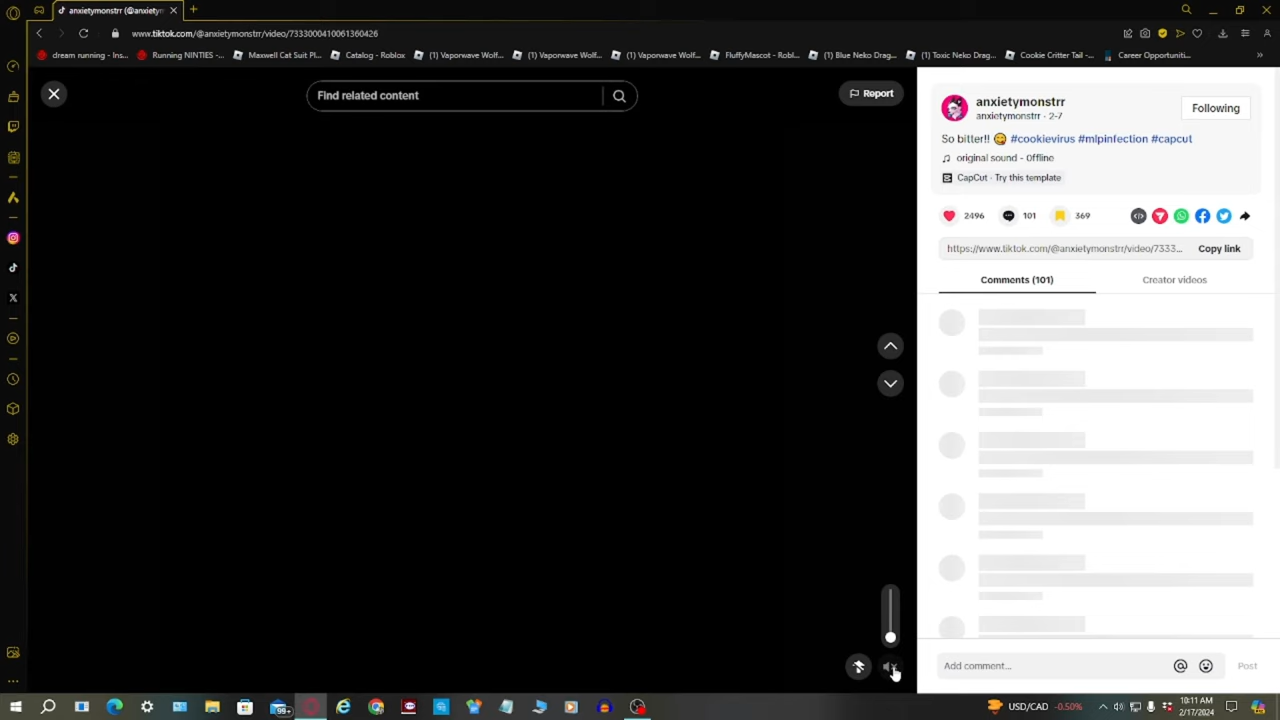 anxietymonstrr (@anxietym
www.tiktok.com/@anxietymonstrr/video/7333000410061360426
dream running - Ins...
Running NINTIES -...
Maxwell Cat Suit Pl...
Catalog - Roblox
(1) Vaporwave Wolf...
(1) Vaporwave Wolf...
(1) Vaporwave Wolf...
FluffyMascot - Robl...
(1) Blue Neko Drag...
(1) Toxic Neko Drag...
Cookie Critter Tail -...
Career Opportuniti...
Find related content
Report
anxietymonstrr
anxietymonstrr · 2-7
Following
So bitter!! 😋 #cookievirus #mlpinfection #capcut
original sound - Offline
CapCut · Try this template
2496
101
369
https://www.tiktok.com/@anxietymonstrr/video/7333...
Copy link
Comments (101)
Creator videos
Add comment...
Post
99+
USD/CAD -0.50%
10:11 AM
2/17/2024